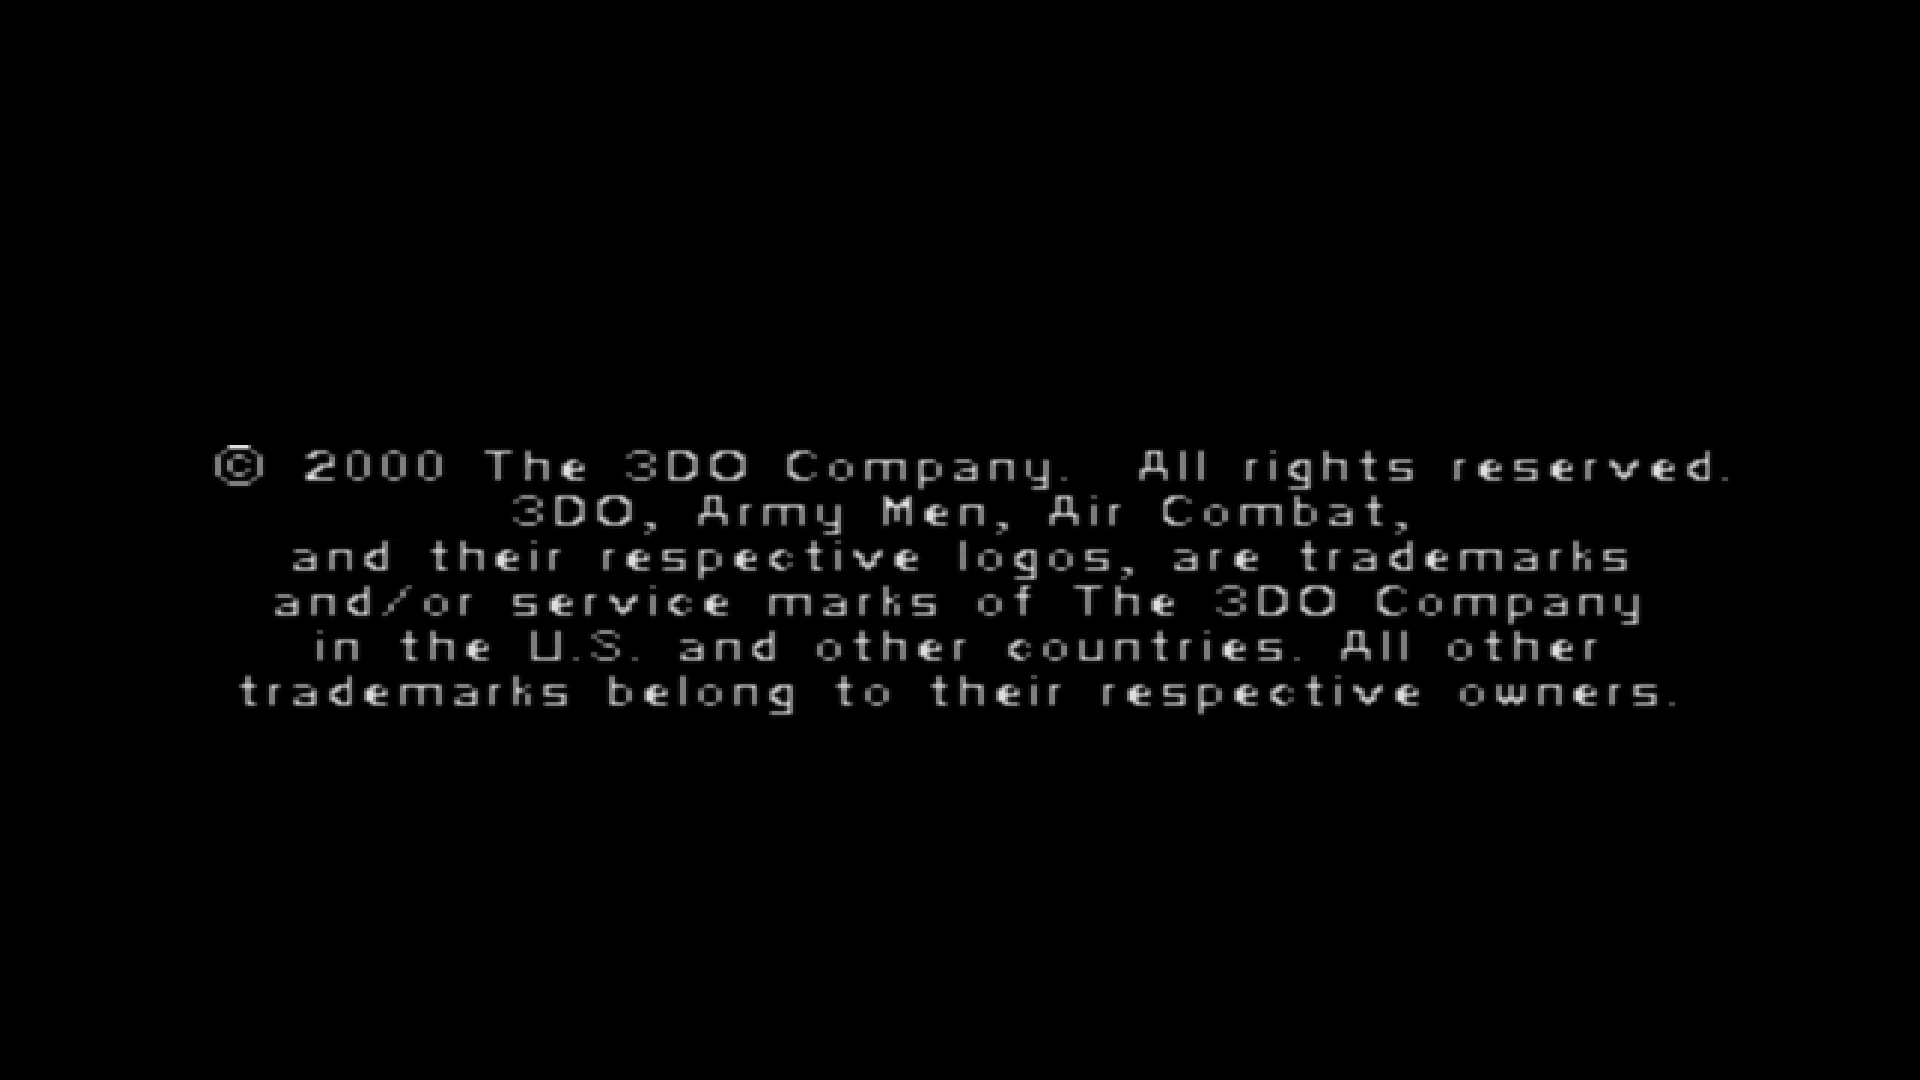 © 2000 The 3DO Company.  All rights reserved.
3DO, Army Men, Air Combat,
and their respective logos, are trademarks
and/or service marks of The 3DO Company
in the U.S. and other countries. All other
trademarks belong to their respective owners.